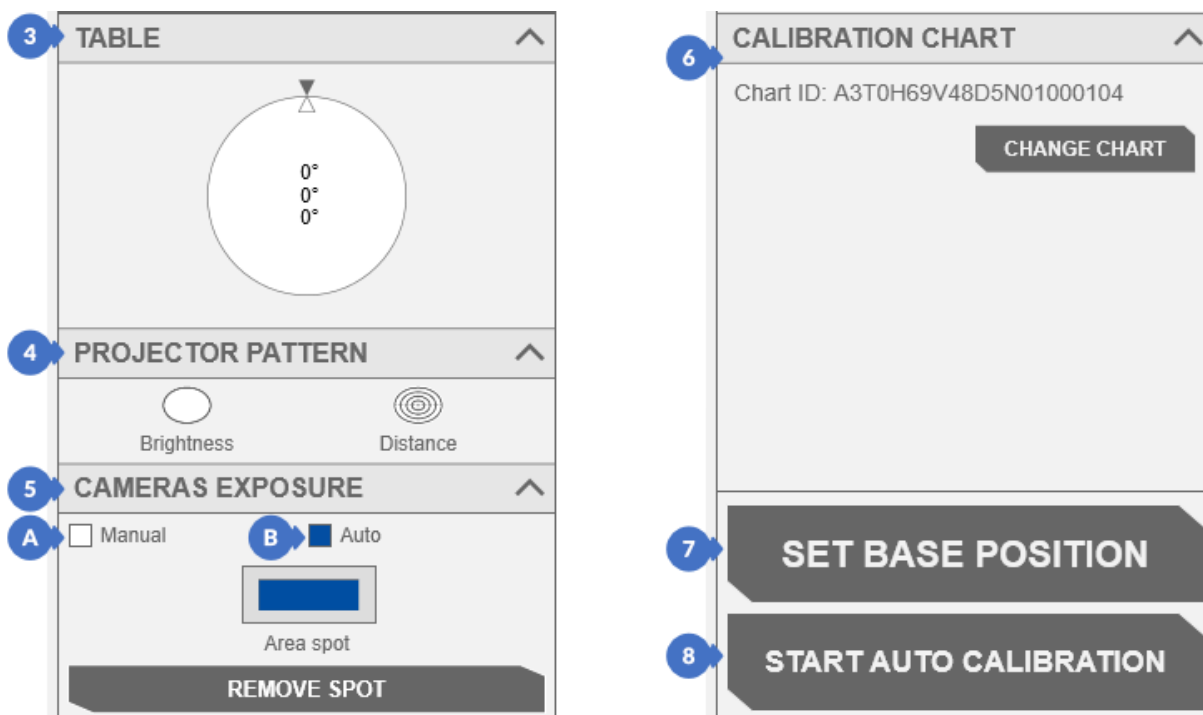 3 TABLE
0°
0°
0°
4 PROJECTOR PATTERN
Brightness Distance
5 CAMERAS EXPOSURE
A Manual B Auto
Area spot
REMOVE SPOT
6 CALIBRATION CHART
Chart ID: A3T0H69V48D5N01000104
CHANGE CHART
7 SET BASE POSITION
8 START AUTO CALIBRATION